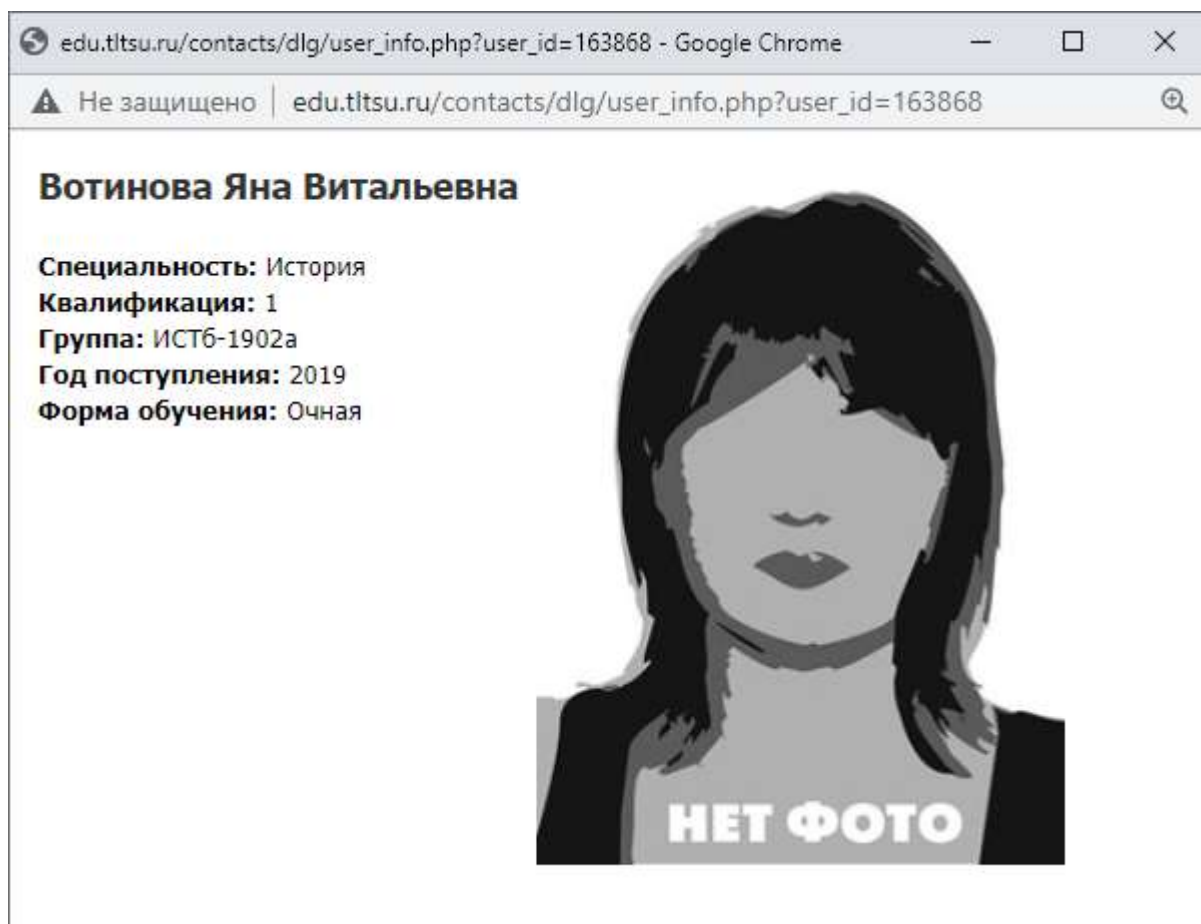 edu.tltsu.ru/contacts/dlg/user_info.php?user_id=163868 - Google Chrome
Не защищено edu.tltsu.ru/contacts/dlg/user_info.php?user_id=163868
Вотинова Яна Витальевна
Специальность: История
Квалификация: 1
Группа: ИСТб-1902а
Год поступления: 2019
Форма обучения: Очная
НЕТ ФОТО